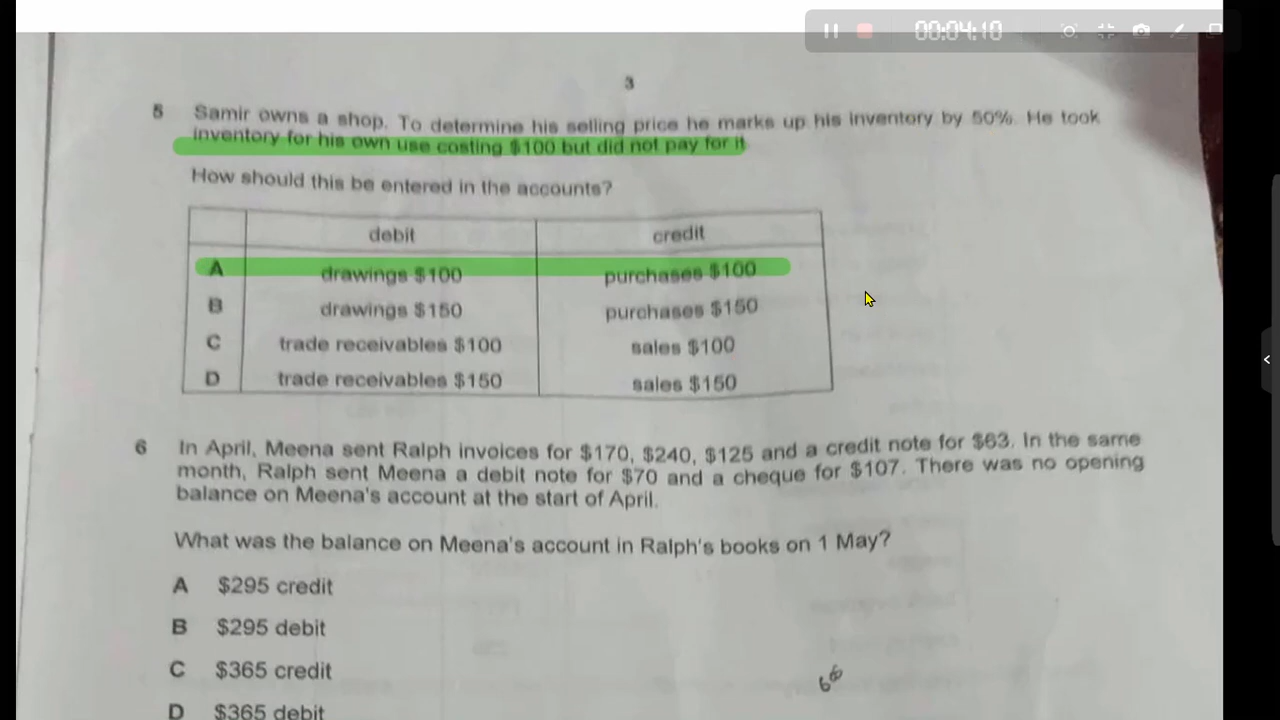 00:04:10
3
5 Samir owns a shop. To determine his selling price he marks up his inventory by 50%. He took
inventory for his own use costing $100 but did not pay for it
How should this be entered in the accounts?
debit credit
A drawings $100 purchases $100
B drawings $150 purchases $150
C trade receivables $100 sales $100
D trade receivables $150 sales $150
6 In April, Meena sent Ralph invoices for $170, $240, $125 and a credit note for $63. In the same
month, Ralph sent Meena a debit note for $70 and a cheque for $107. There was no opening
balance on Meena's account at the start of April.
What was the balance on Meena's account in Ralph's books on 1 May?
A $295 credit
B $295 debit
C $365 credit
D $365 debit